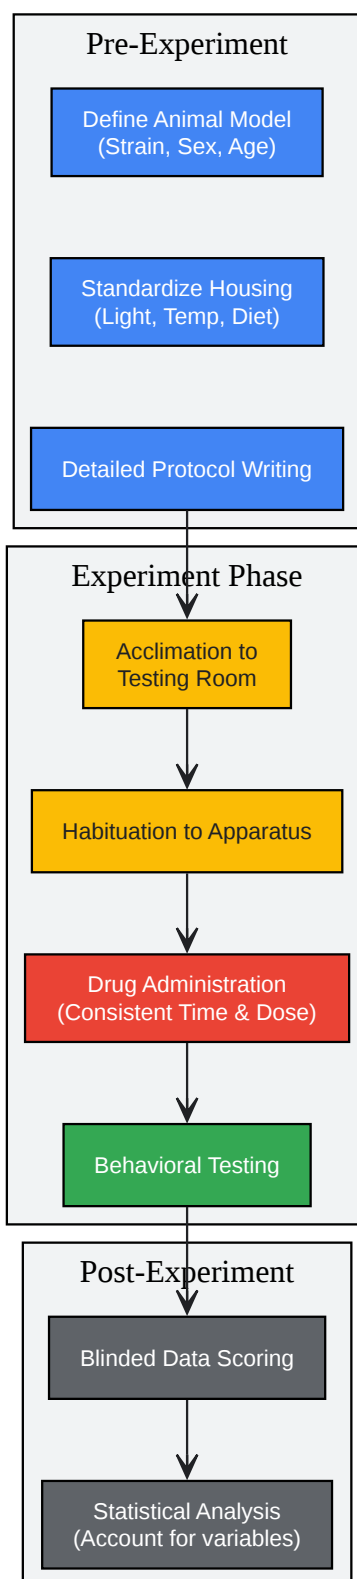 Pre-Experiment
Define Animal Model
(Strain, Sex, Age)
Standardize Housing
(Light, Temp, Diet)
Detailed Protocol Writing
Experiment Phase
Acclimation to
Testing Room
Habituation to Apparatus
Drug Administration
(Consistent Time & Dose)
Behavioral Testing
Post-Experiment
Blinded Data Scoring
Statistical Analysis
(Account for variables)